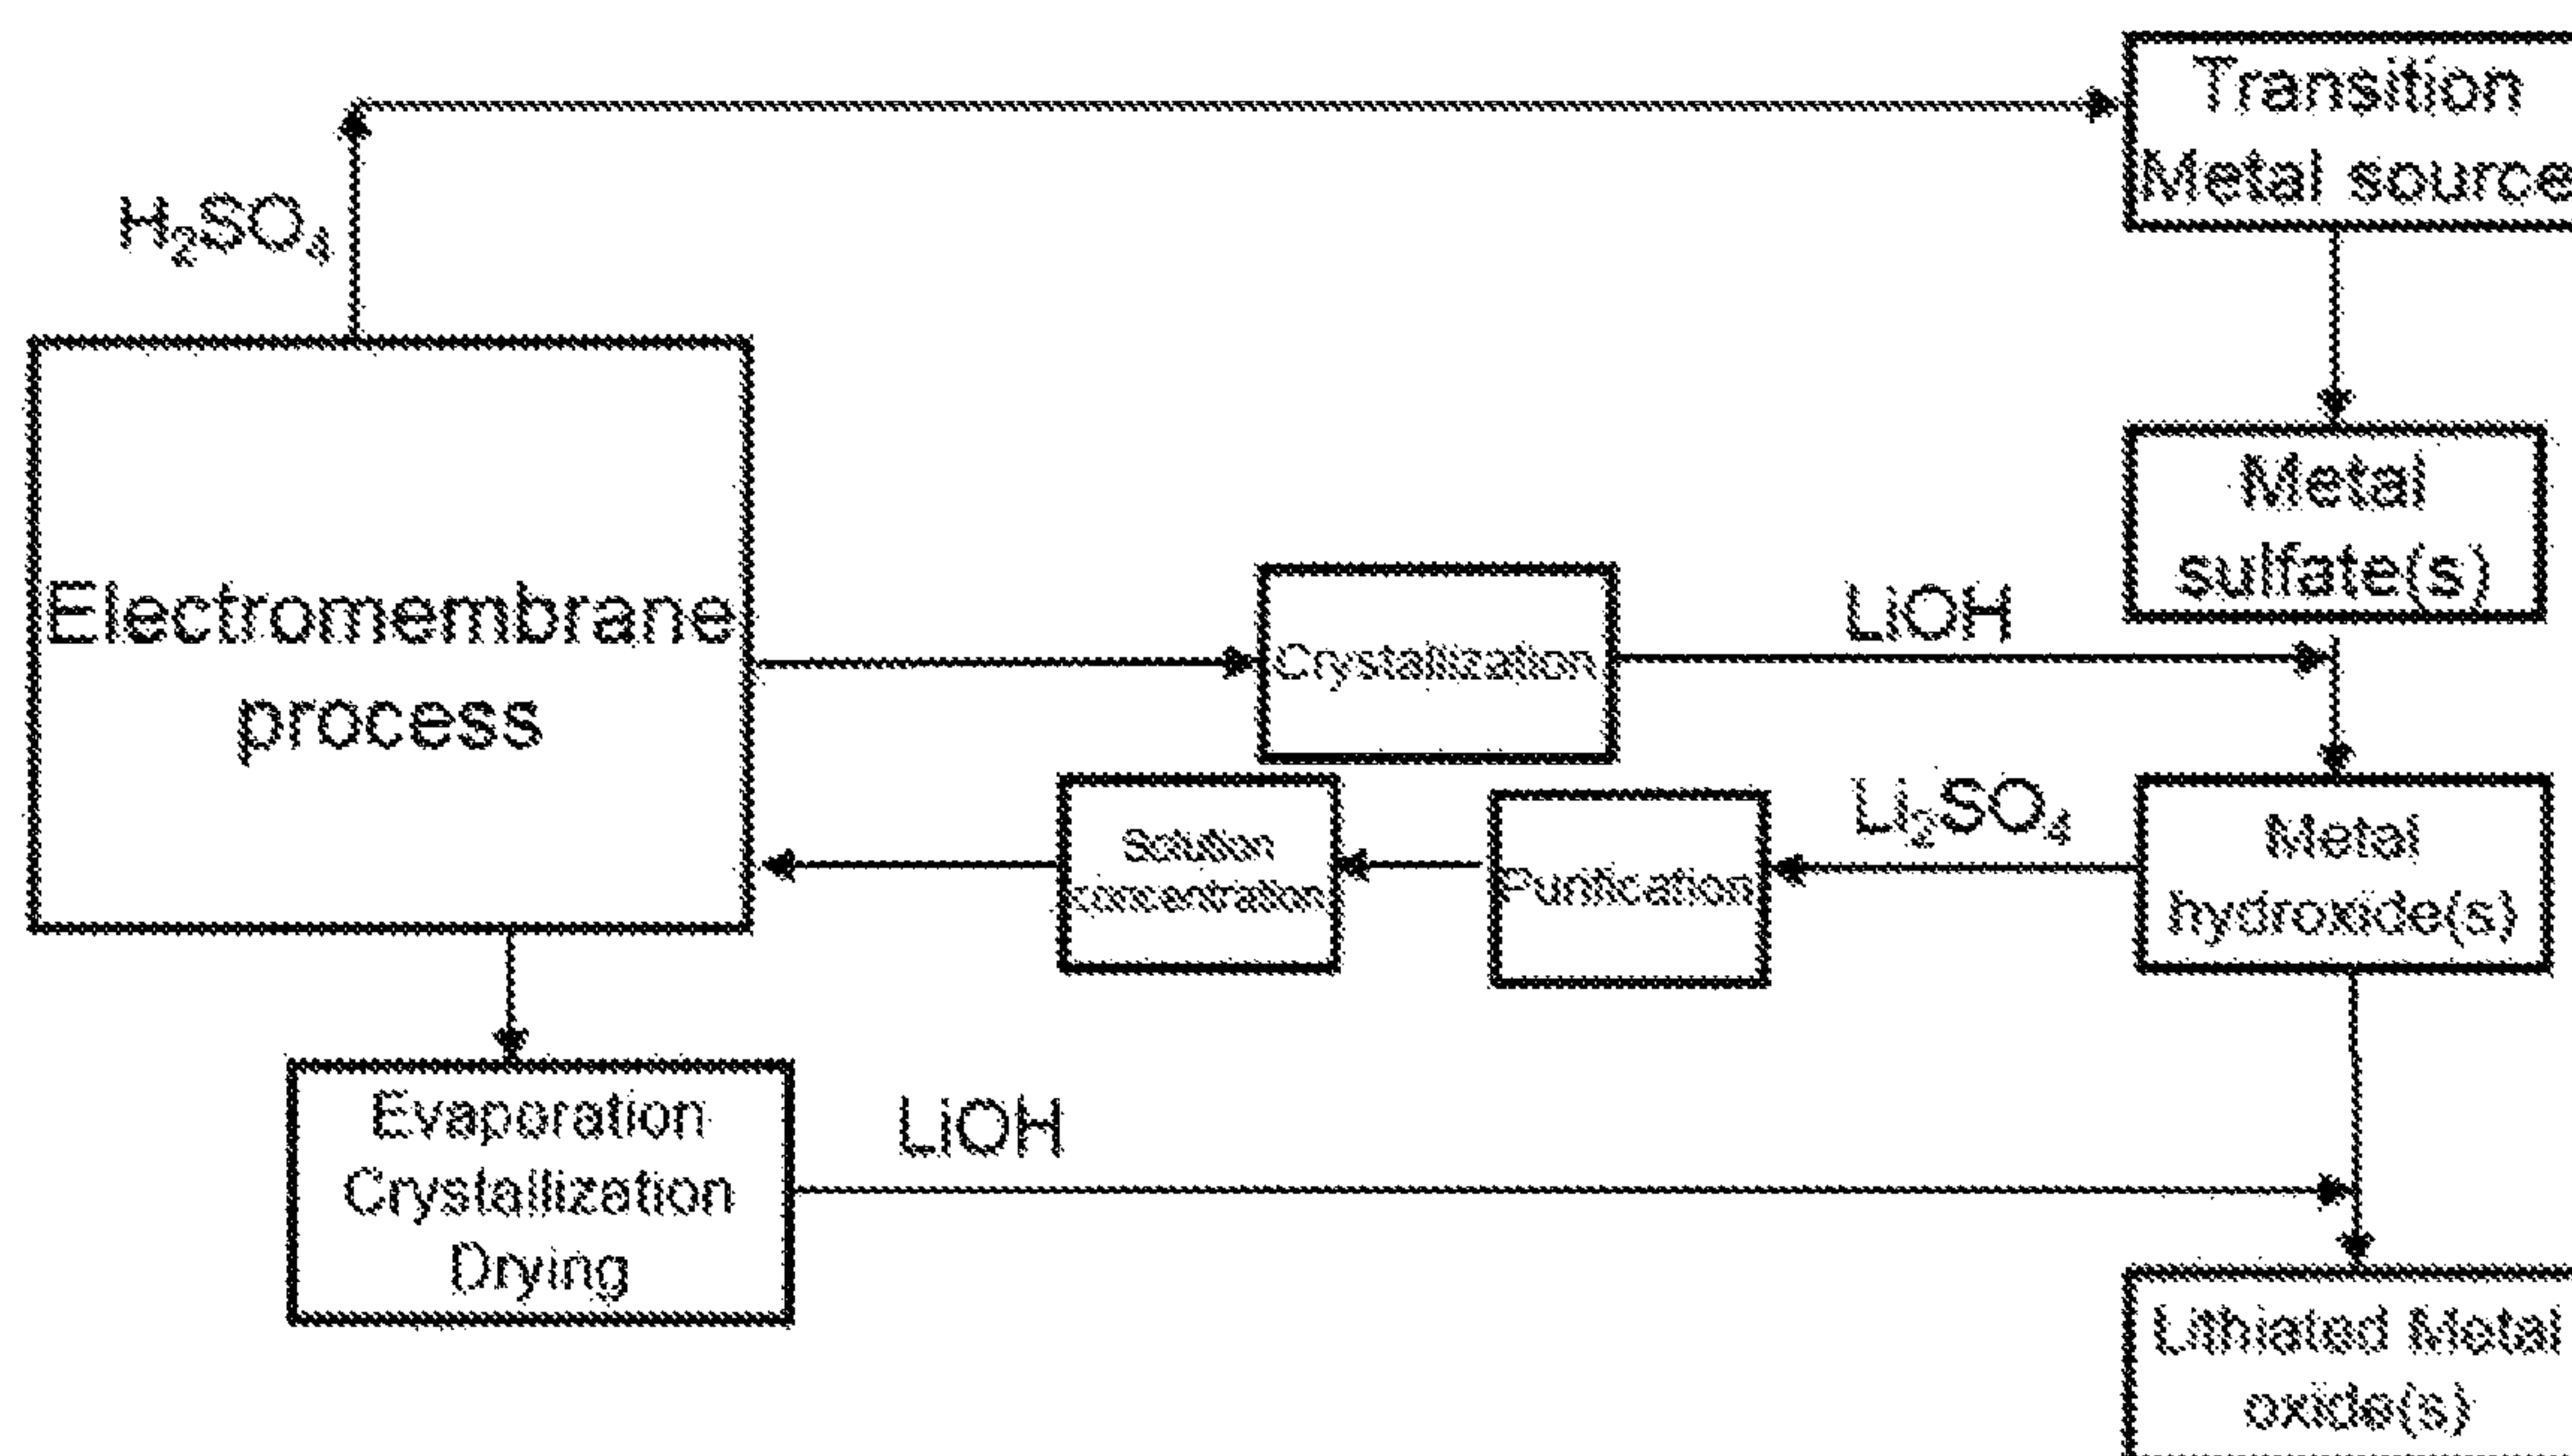 Transition
Metal source
H₂SO₄
Metal
sulfate(s)
Electromembrane
process
Crystallization
LiOH
Solution
concentration
Purification
Li₂SO₄
Metal
hydroxide(s)
Evaporation
Crystallization
Drying
LiOH
Lithiated Metal
oxide(s)